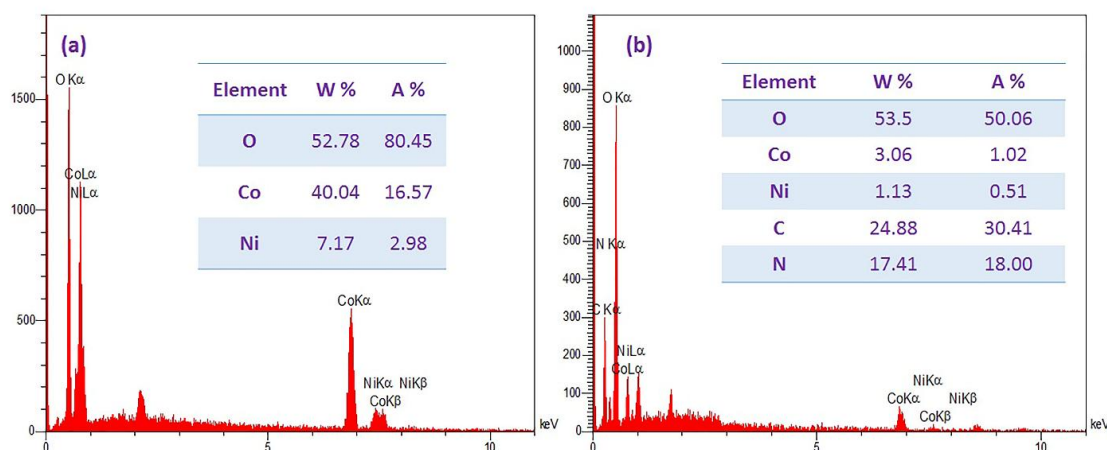 (a)
O Kα
CoLα
NiLα
CoKα
NiKα NiKβ
CoKβ
1500
1000
500
0
0 5 10
keV
Element W % A %
O 52.78 80.45
Co 40.04 16.57
Ni 7.17 2.98
(b)
O Kα
N Kα
C Kα
NiLα
CoLα
NiKα
CoKα NiKβ
CoKβ
1000
900
800
700
600
500
400
300
200
100
0
0 5 10
keV
Element W % A %
O 53.5 50.06
Co 3.06 1.02
Ni 1.13 0.51
C 24.88 30.41
N 17.41 18.00